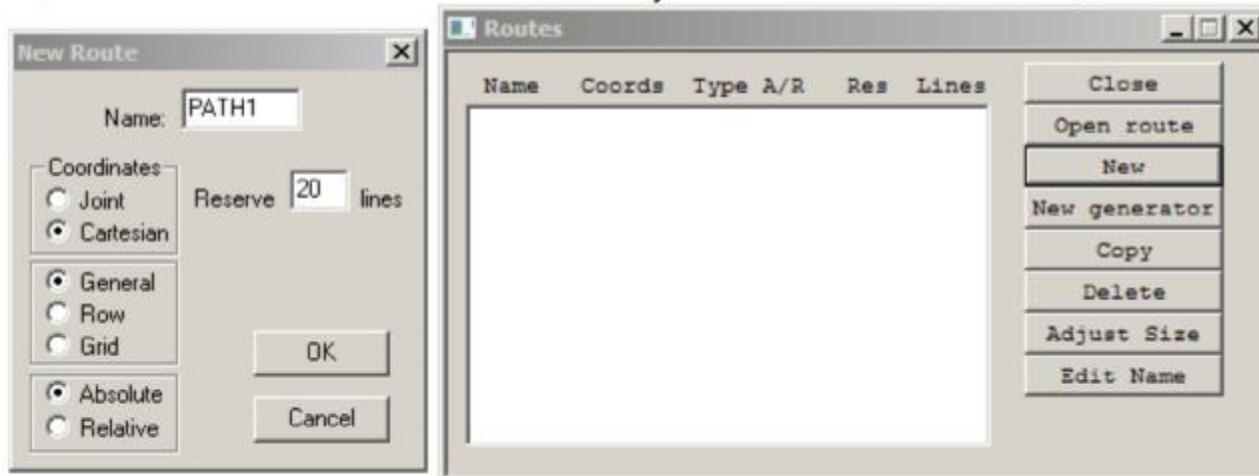 New Route
Name: PATH1
Coordinates
Joint
Cartesian
Reserve 20 lines
General
Row
Grid
Absolute
Relative
OK
Cancel
Routes
Name Coords Type A/R Res Lines
Close
Open route
New
New generator
Copy
Delete
Adjust Size
Edit Name